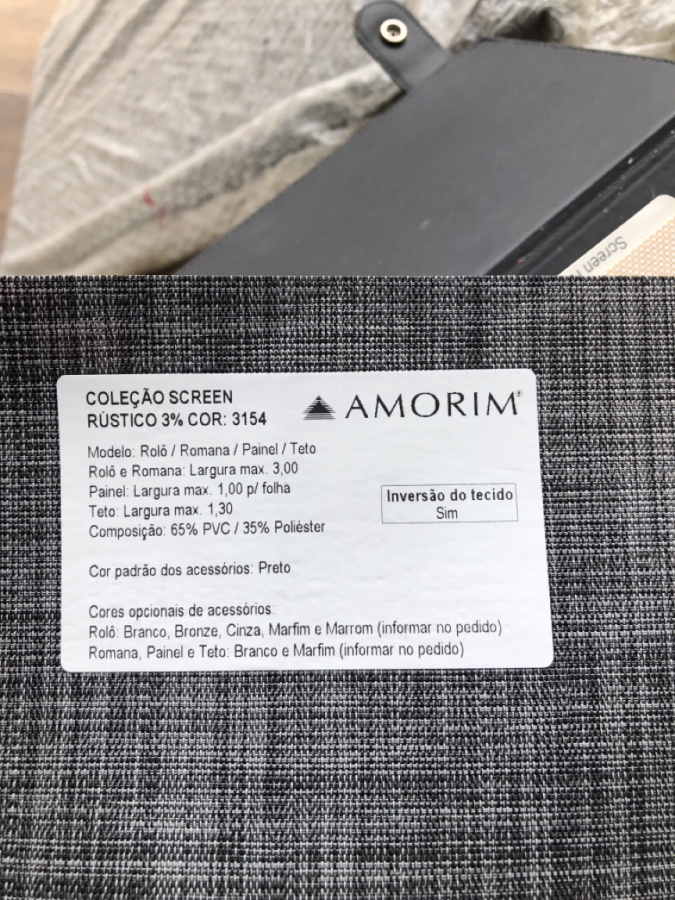 Screen
COLEÇÃO SCREEN
RÚSTICO 3% COR: 3154
AMORIM®
Modelo: Rolô / Romana / Painel / Teto
Rolô e Romana: Largura max. 3,00
Painel: Largura max. 1,00 p/ folha
Teto: Largura max. 1,30
Composição: 65% PVC / 35% Poliéster
Inversão do tecido
Sim
Cor padrão dos acessórios: Preto
Cores opcionais de acessórios:
Rolô: Branco, Bronze, Cinza, Marfim e Marrom (informar no pedido)
Romana, Painel e Teto: Branco e Marfim (informar no pedido)